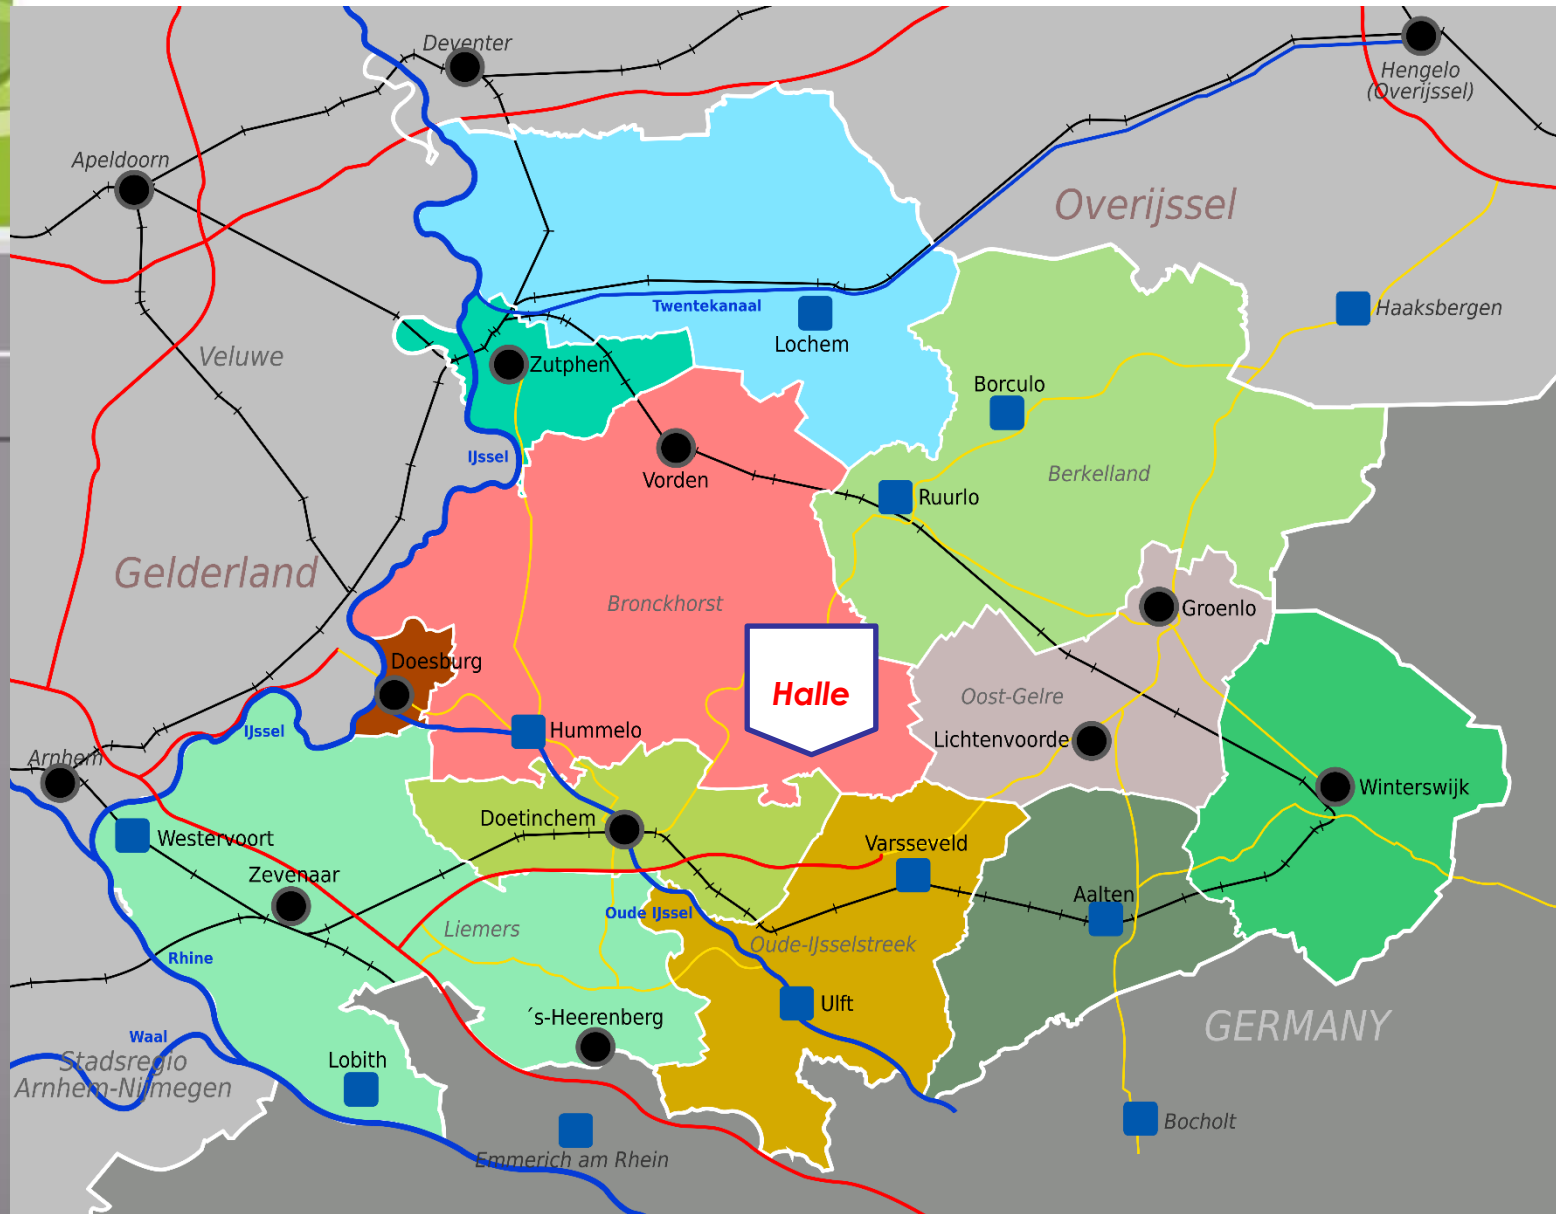 Deventer
Hengelo
(Overijssel)
Apeldoorn
Overijssel
Twentekanaal
Haaksbergen
Lochem
Veluwe
Zutphen
Borculo
IJssel
Vorden
Berkelland
Ruurlo
Gelderland
Bronckhorst
Groenlo
Doesburg
Halle
Oost-Gelre
IJssel
Hummelo
Lichtenvoorde
Arnhem
Winterswijk
Doetinchem
Westervoort
Varsseveld
Zevenaar
Aalten
Oude IJssel
Liemers
Oude-IJsselstreek
Rhine
Ulft
´s-Heerenberg
GERMANY
Waal
Stadsregio
Arnhem-Nijmegen
Lobith
Bocholt
Emmerich am Rhein